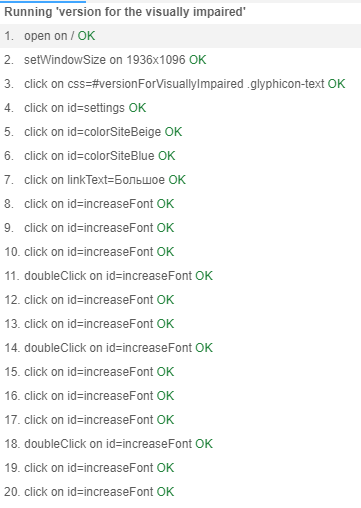 Running 'version for the visually impaired'
1. open on / OK
2. setWindowSize on 1936x1096 OK
3. click on css=#versionForVisuallyImpaired .glyphicon-text OK
4. click on id=settings OK
5. click on id=colorSiteBeige OK
6. click on id=colorSiteBlue OK
7. click on linkText=Большое OK
8. click on id=increaseFont OK
9. click on id=increaseFont OK
10. click on id=increaseFont OK
11. doubleClick on id=increaseFont OK
12. click on id=increaseFont OK
13. click on id=increaseFont OK
14. doubleClick on id=increaseFont OK
15. click on id=increaseFont OK
16. click on id=increaseFont OK
17. click on id=increaseFont OK
18. doubleClick on id=increaseFont OK
19. click on id=increaseFont OK
20. click on id=increaseFont OK